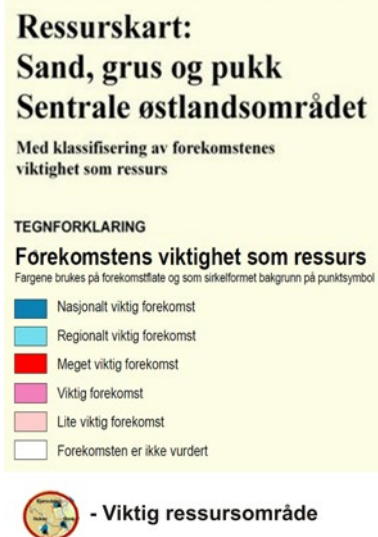 Ressurskart:
Sand, grus og pukk
Sentrale østlandsområdet
Med klassifisering av forekomstenes
viktighet som ressurs
TEGNFORKLARING
Forekomstens viktighet som ressurs
Fargene brukes på forekomstflate og som sirkelformet bakgrunn på punktsymbol
Nasjonalt viktig forekomst
Regionalt viktig forekomst
Meget viktig forekomst
Viktig forekomst
Lite viktig forekomst
Forekomsten er ikke vurdert
- Viktig ressursområde